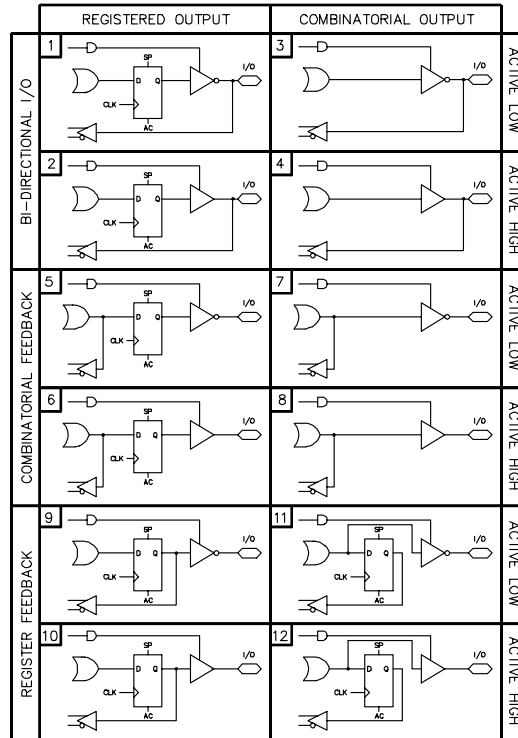 REGISTERED OUTPUT
COMBINATORIAL OUTPUT
BI-DIRECTIONAL I/O
1
SP
I/O
D Q
CLK
AC
3
I/O
ACTIVE LOW
2
SP
I/O
D Q
CLK
AC
4
I/O
ACTIVE HIGH
COMBINATORIAL FEEDBACK
5
SP
I/O
D Q
CLK
AC
7
I/O
ACTIVE LOW
6
SP
I/O
D Q
CLK
AC
8
I/O
ACTIVE HIGH
REGISTER FEEDBACK
9
SP
I/O
D Q
CLK
AC
11
SP
I/O
D Q
CLK
AC
ACTIVE LOW
10
SP
I/O
D Q
CLK
AC
12
SP
I/O
D Q
CLK
AC
ACTIVE HIGH